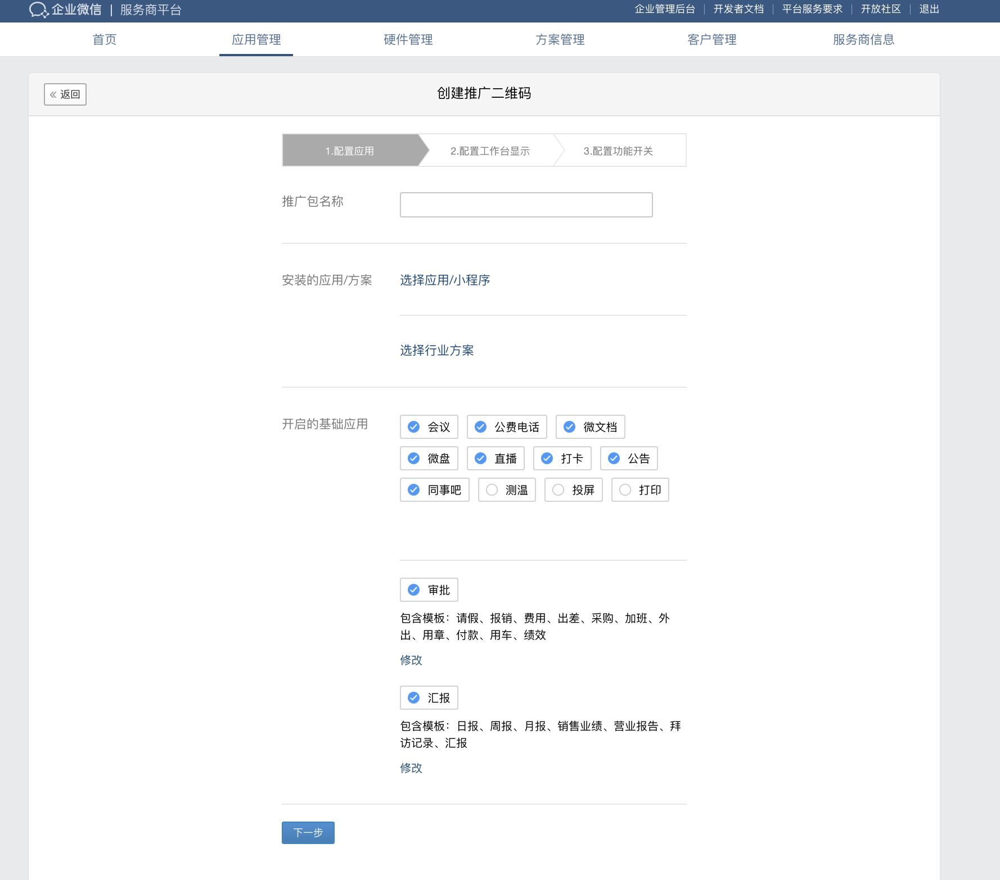 企业微信 | 服务商平台
企业管理后台 | 开发者文档 | 平台服务要求 | 开放社区 | 退出
首页 应用管理 硬件管理 方案管理 客户管理 服务商信息
« 返回
创建推广二维码
1.配置应用 2.配置工作台显示 3.配置功能开关
推广包名称
安装的应用/方案 选择应用/小程序
选择行业方案
开启的基础应用 会议 公费电话 微文档
微盘 直播 打卡 公告
同事吧 测温 投屏 打印
审批
包含模板：请假、报销、费用、出差、采购、加班、外
出、用章、付款、用车、绩效
修改
汇报
包含模板：日报、周报、月报、销售业绩、营业报告、拜
访记录、汇报
修改
下一步